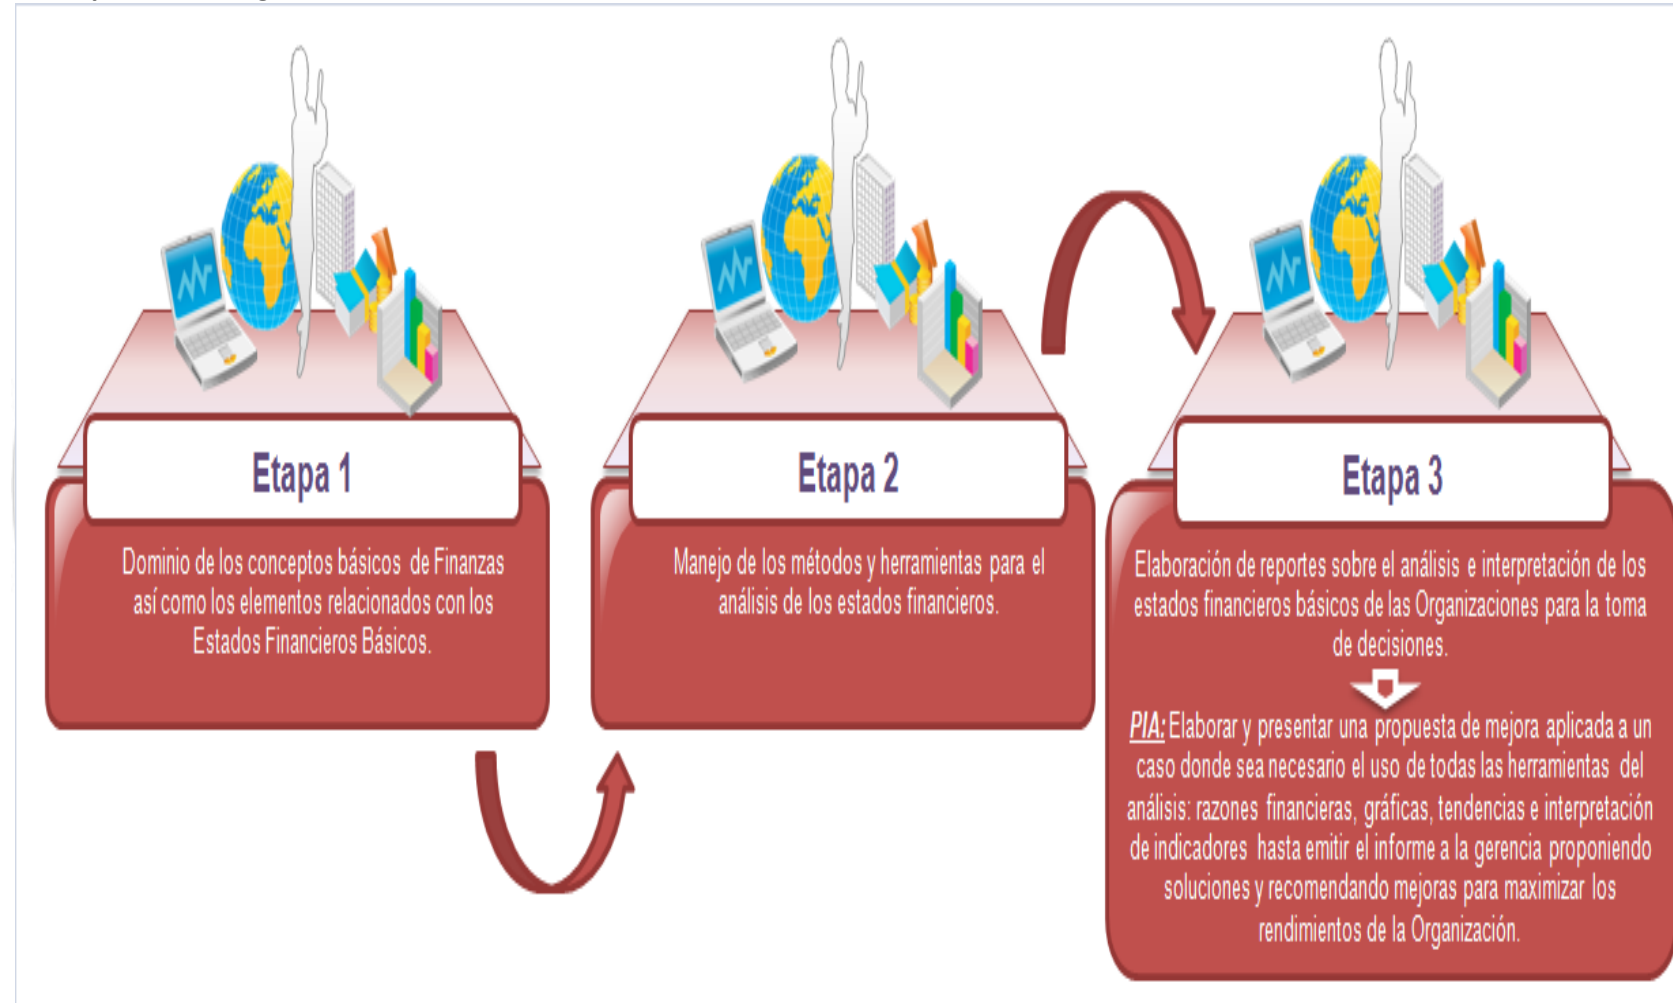 Etapa 1
Dominio de los conceptos básicos de Finanzas
así como los elementos relacionados con los
Estados Financieros Básicos.
Etapa 2
Manejo de los métodos y herramientas para el
análisis de los estados financieros.
Etapa 3
Elaboración de reportes sobre el análisis e interpretación de los
estados financieros básicos de las Organizaciones para la toma
de decisiones.
PIA: Elaborar y presentar una propuesta de mejora aplicada a un
caso donde sea necesario el uso de todas las herramientas del
análisis: razones financieras, gráficas, tendencias e interpretación
de indicadores hasta emitir el informe a la gerencia proponiendo
soluciones y recomendando mejoras para maximizar los
rendimientos de la Organización.